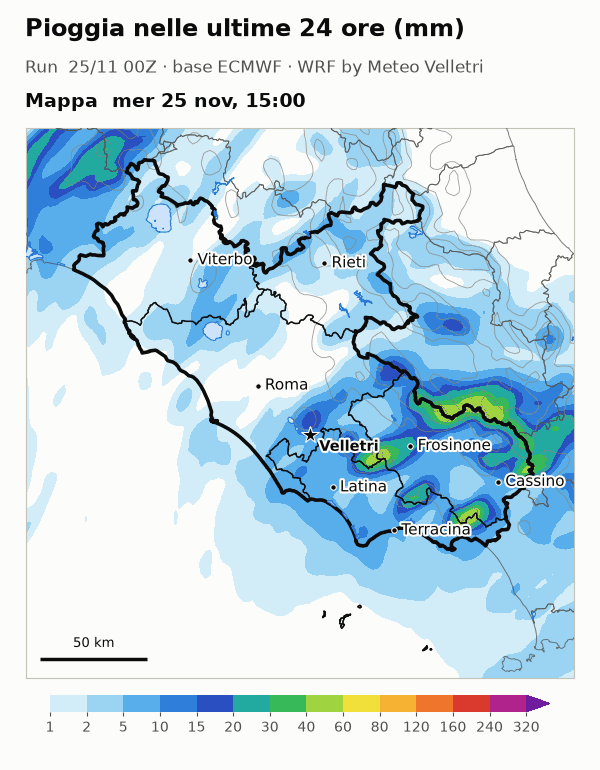 Pioggia nelle ultime 24 ore (mm)
Run  25/11 00Z · base ECMWF · WRF by Meteo Velletri
Mappa  mer 25 nov, 15:00
Viterbo
Rieti
Roma
Velletri
Frosinone
Latina
Cassino
Terracina
50 km
1 2 5 10 15 20 30 40 60 80 120 160 240 320